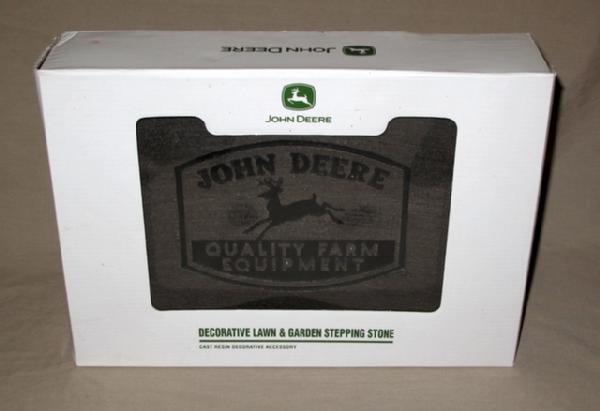 JOHN DEERE
JOHN DEERE
JOHN DEERE
QUALITY FARM
EQUIPMENT
DECORATIVE LAWN & GARDEN STEPPING STONE
CAST RESIN DECORATIVE ACCESSORY